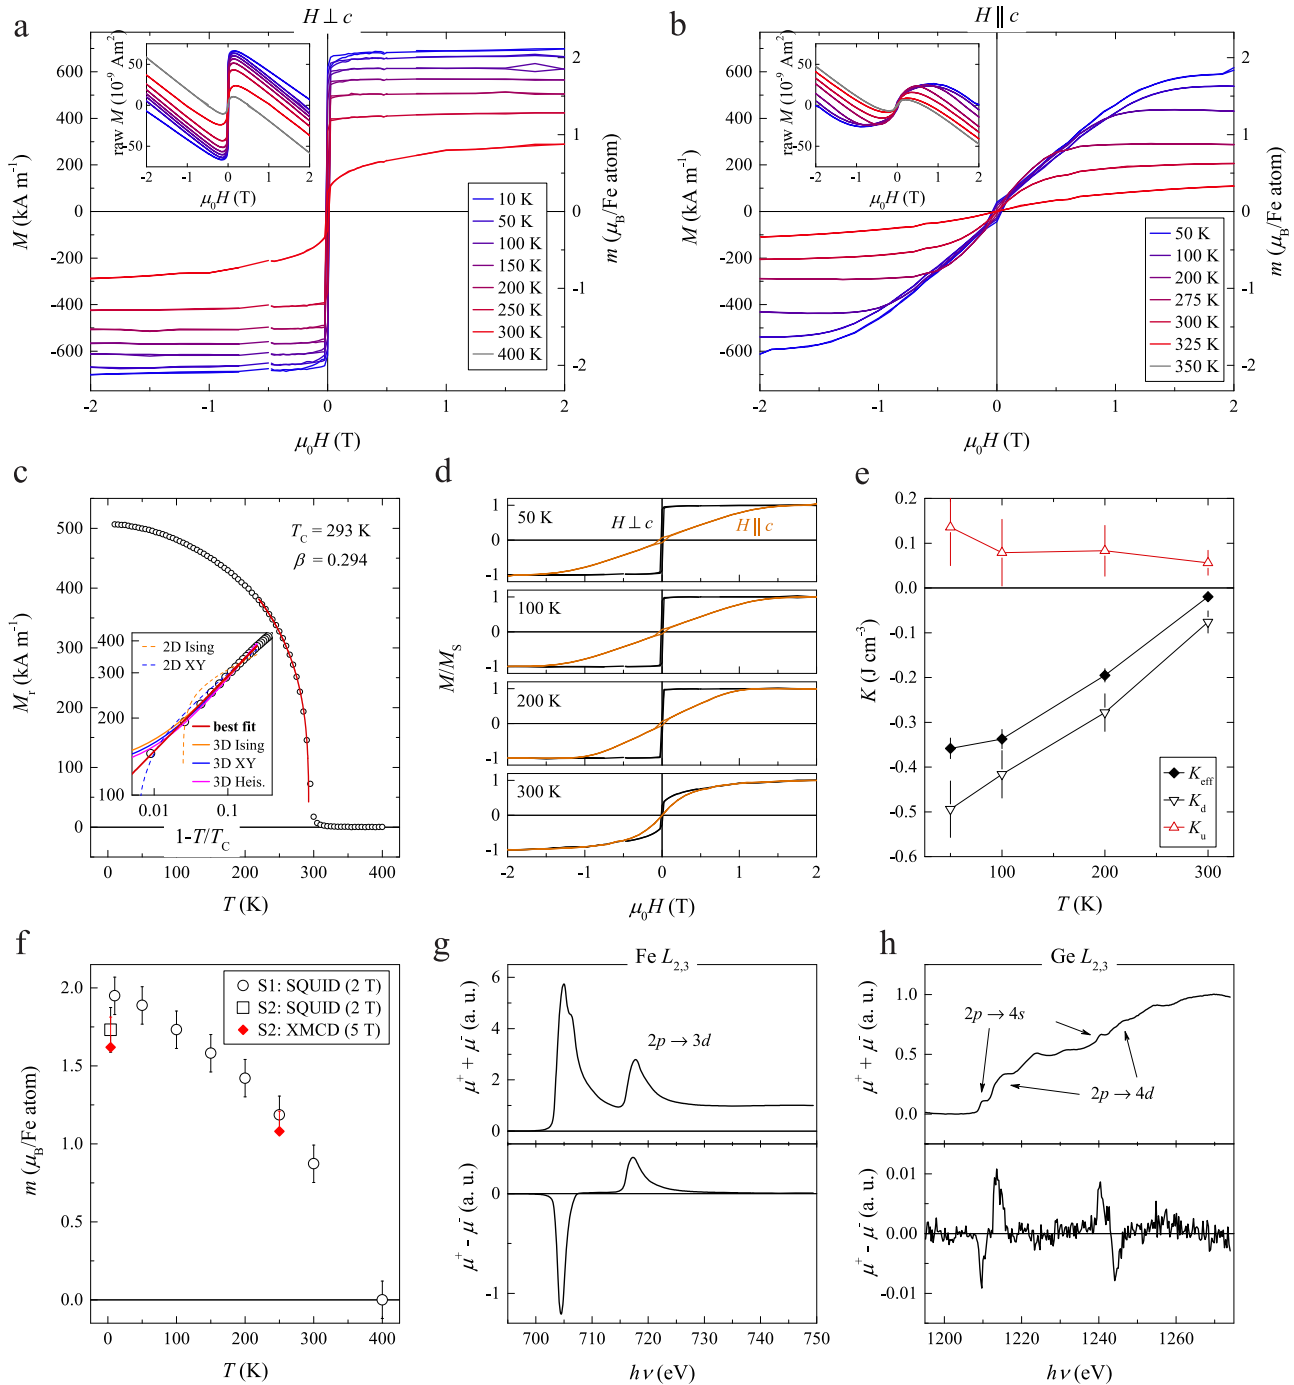 a
H ⊥ c
M (kA m⁻¹)
m (μB/Fe atom)
μ₀H (T)
600
400
200
0
-200
-400
-600
2
1
0
-1
-2
-2
-1
0
1
2
raw M (10⁻⁹ Am²)
50
0
-50
-2
-1
0
1
2
μ₀H (T)
10 K
50 K
100 K
150 K
200 K
250 K
300 K
400 K
b
H ∥ c
M (kA m⁻¹)
m (μB/Fe atom)
μ₀H (T)
600
400
200
0
-200
-400
-600
2
1
0
-1
-2
-2
-1
0
1
2
raw M (10⁻⁹ Am²)
50
0
-50
-2
-1
0
1
2
μ₀H (T)
50 K
100 K
200 K
275 K
300 K
325 K
350 K
c
Mr (kA m⁻¹)
500
400
300
200
100
0
TC = 293 K
β = 0.294
400
300
200
100
2D Ising
2D XY
best fit
3D Ising
3D XY
3D Heis.
0.01
0.1
1-T/TC
0
100
200
300
400
T (K)
d
M/MS
50 K
H ⊥ c
H ∥ c
1
0
-1
100 K
1
0
-1
200 K
1
0
-1
300 K
1
0
-1
-2
-1
0
1
2
μ₀H (T)
e
K (J cm⁻³)
0.2
0.1
0.0
-0.1
-0.2
-0.3
-0.4
-0.5
-0.6
Keff
Kd
Ku
100
200
300
T (K)
f
m (μB/Fe atom)
2.0
1.5
1.0
0.5
0.0
S1: SQUID (2 T)
S2: SQUID (2 T)
S2: XMCD (5 T)
0
100
200
300
400
T (K)
g
Fe L2,3
μ⁺ + μ⁻ (a. u.)
6
4
2
0
2p → 3d
μ⁺ - μ⁻ (a. u.)
0
-1
700
710
720
730
740
750
hν (eV)
h
Ge L2,3
μ⁺ + μ⁻ (a. u.)
1.0
0.5
0.0
2p → 4s
2p → 4d
μ⁺ - μ⁻ (a. u.)
0.01
0.00
-0.01
1200
1220
1240
1260
hν (eV)